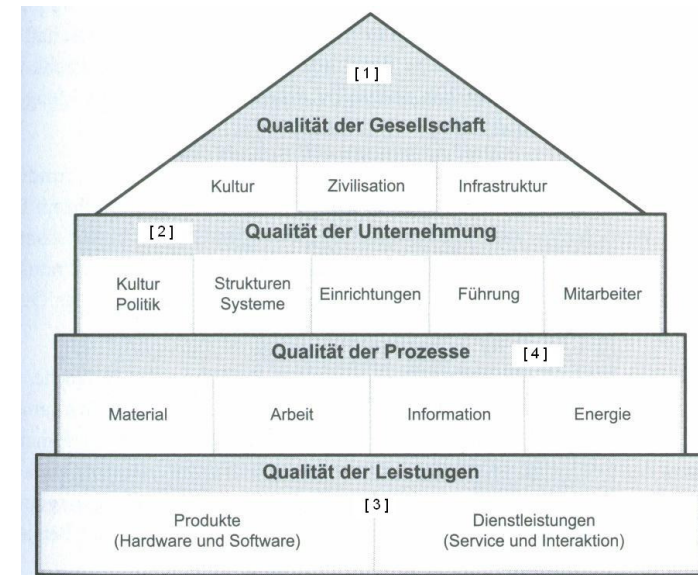 [1]
Qualität der Gesellschaft
Kultur Zivilisation Infrastruktur
[2] Qualität der Unternehmung
Kultur Politik Strukturen Systeme Einrichtungen Führung Mitarbeiter
Qualität der Prozesse [4]
Material Arbeit Information Energie
Qualität der Leistungen
[3]
Produkte (Hardware und Software)
Dienstleistungen (Service und Interaktion)